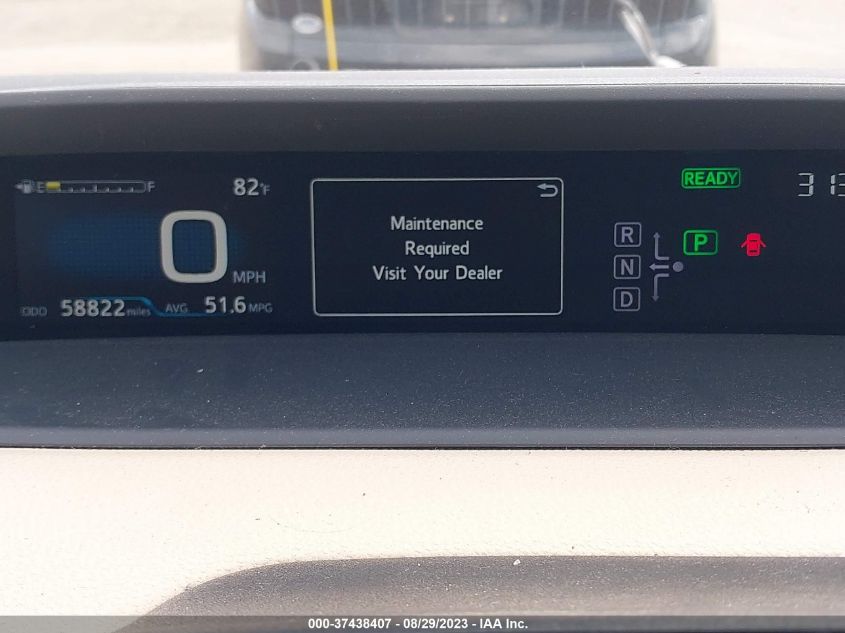 E F 82°F
0 MPH
ODO 58822 miles AVG 51.6 MPG
Maintenance
Required
Visit Your Dealer
READY
313
R
N
D
P
000-37438407 - 08/29/2023 - IAA Inc.